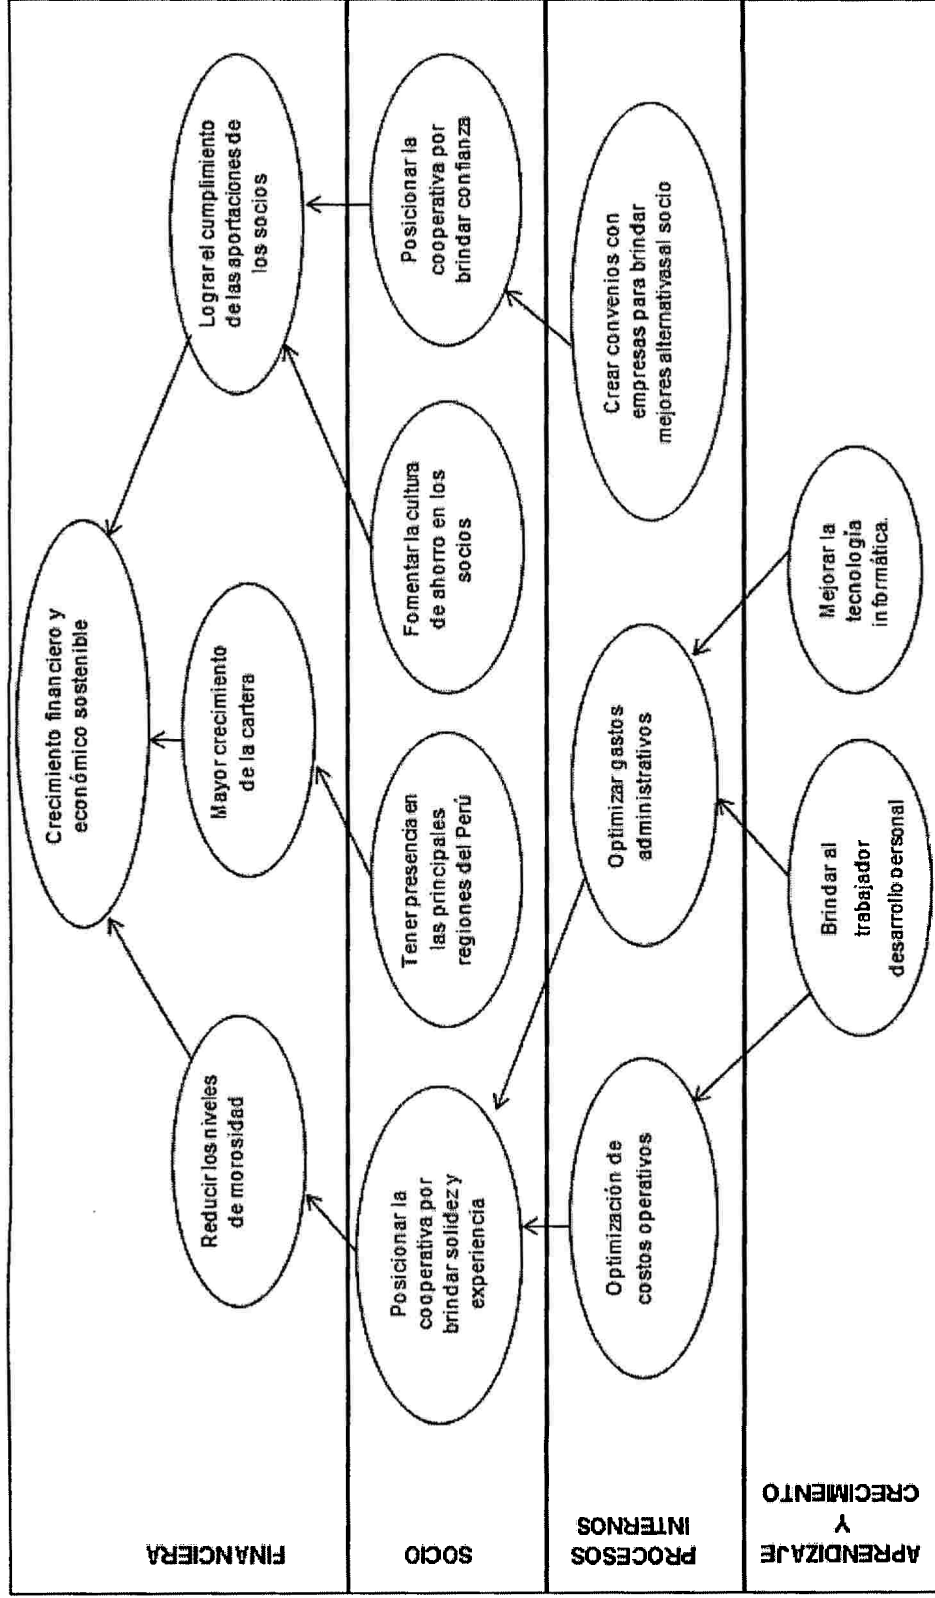 FINANCIERA
Crecimiento financiero y
económico sostenible
Reducir los niveles
de morosidad
Mayor crecimiento
de la cartera
Lograr el cumplimiento
de las aportaciones de
los socios
SOCIO
Posicionar la
cooperativa por
brindar solidez y
experiencia
Tener presencia en
las principales
regiones del Perú
Fomentar la cultura
de ahorro en los
socios
Posicionar la
cooperativa por
brindar confianza
PROCESOS
INTERNOS
Optimización de
costos operativos
Optimizar gastos
administrativos
Crear convenios con
empresas para brindar
mejores alternativas al socio
APRENDIZAJE
Y
CRECIMIENTO
Brindar al
trabajador
desarrollo personal
Mejorar la
tecnología
informática.